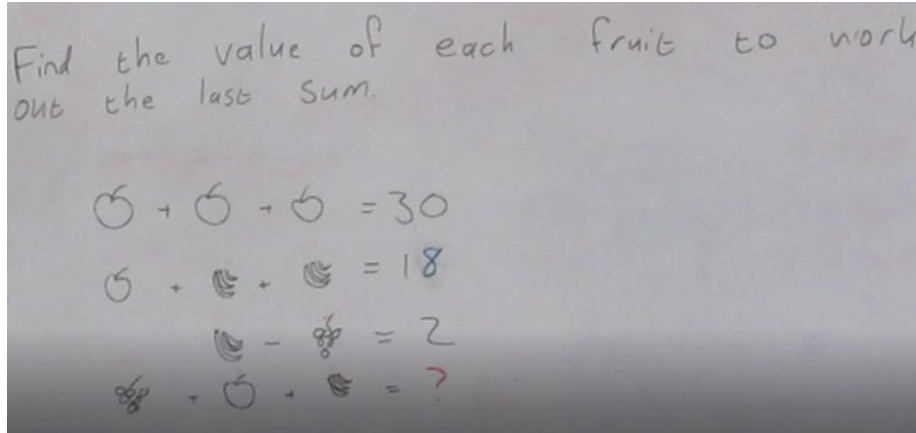 Find the value of each fruit to work
out the last sum.
+ + = 30
+ + = 18
- = 2
+ + = ?